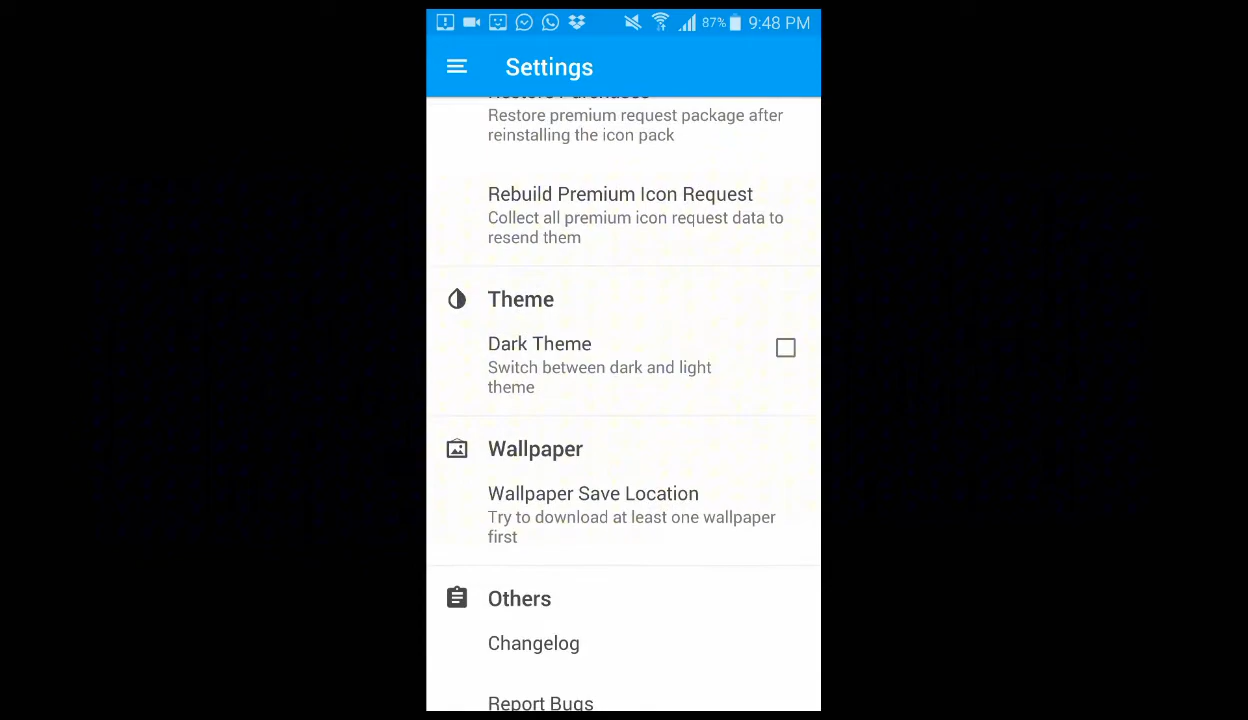 87% 9:48 PM
Settings
Restore Purchases
Restore premium request package after
reinstalling the icon pack
Rebuild Premium Icon Request
Collect all premium icon request data to
resend them
Theme
Dark Theme
Switch between dark and light
theme
Wallpaper
Wallpaper Save Location
Try to download at least one wallpaper
first
Others
Changelog
Report Bugs